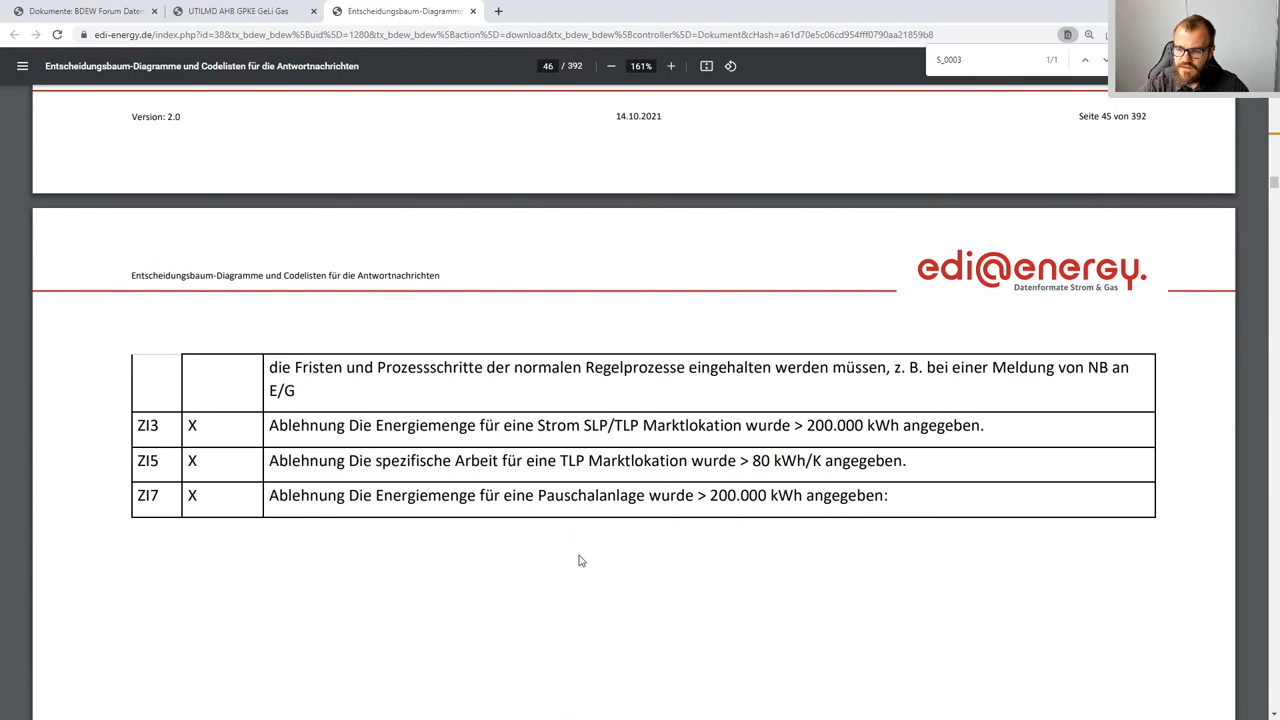 Dokumente: BDEW Forum Daten
UTILMD AHB GPKE GeLi Gas
Entscheidungsbaum-Diagramme
edi-energy.de/index.php?id=38&tx_bdew_bdew%5Buid%5D=1280&tx_bdew_bdew%5Baction%5D=download&tx_bdew_bdew%5Bcontroller%5D=Dokument&cHash=a61d70e5c06cd954fff0790aa21859b8
Entscheidungsbaum-Diagramme und Codelisten für die Antwortnachrichten
46 / 392
161%
S_0003
1/1
Version: 2.0
14.10.2021
Seite 45 von 392
Entscheidungsbaum-Diagramme und Codelisten für die Antwortnachrichten
edi@energy.
Datenformate Strom & Gas
die Fristen und Prozessschritte der normalen Regelprozesse eingehalten werden müssen, z. B. bei einer Meldung von NB an
E/G
ZI3 X Ablehnung Die Energiemenge für eine Strom SLP/TLP Marktlokation wurde > 200.000 kWh angegeben.
ZI5 X Ablehnung Die spezifische Arbeit für eine TLP Marktlokation wurde > 80 kWh/K angegeben.
ZI7 X Ablehnung Die Energiemenge für eine Pauschalanlage wurde > 200.000 kWh angegeben: